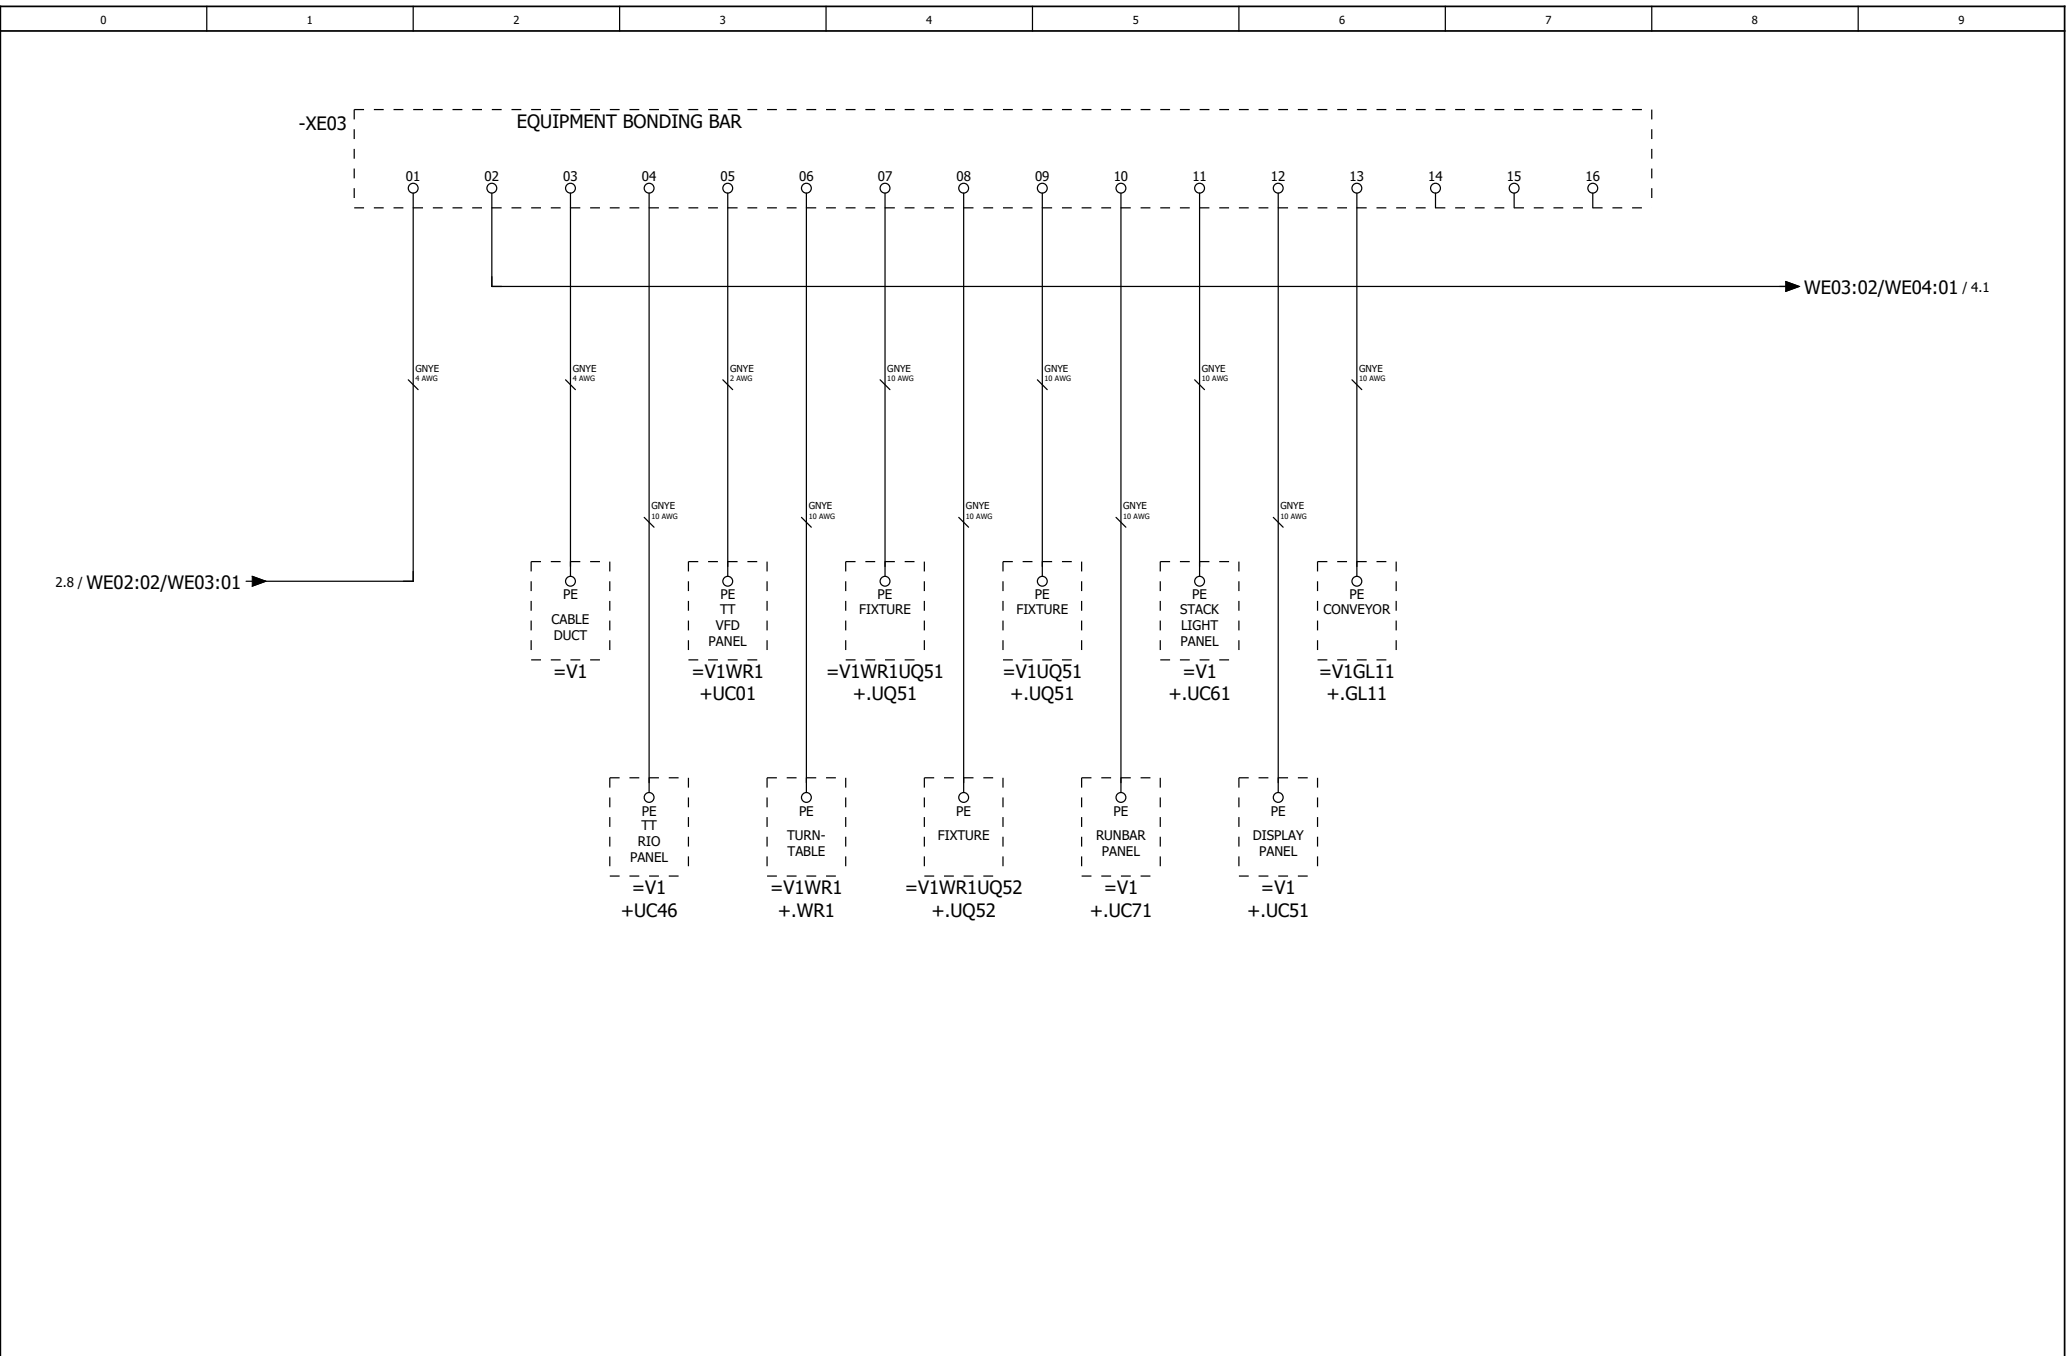 0 1 2 3 4 5 6 7 8 9
-XE03 EQUIPMENT BONDING BAR
01 02 03 04 05 06 07 08 09 10 11 12 13 14 15 16
WE03:02/WE04:01 / 4.1
GNYE GNYE GNYE GNYE GNYE GNYE GNYE
4 AWG 4 AWG 2 AWG 10 AWG 10 AWG 10 AWG 10 AWG
GNYE GNYE GNYE GNYE GNYE
10 AWG 10 AWG 10 AWG 10 AWG 10 AWG
2.8 / WE02:02/WE03:01
PE
CABLE
DUCT
=V1
PE
TT
VFD
PANEL
=V1WR1
+UC01
PE
FIXTURE
=V1WR1UQ51
+.UQ51
PE
FIXTURE
=V1UQ51
+.UQ51
PE
STACK
LIGHT
PANEL
=V1
+.UC61
PE
CONVEYOR
=V1GL11
+.GL11
PE
TT
RIO
PANEL
=V1
+UC46
PE
TURN-
TABLE
=V1WR1
+.WR1
PE
FIXTURE
=V1WR1UQ52
+.UQ52
PE
RUNBAR
PANEL
=V1
+.UC71
PE
DISPLAY
PANEL
=V1
+.UC51